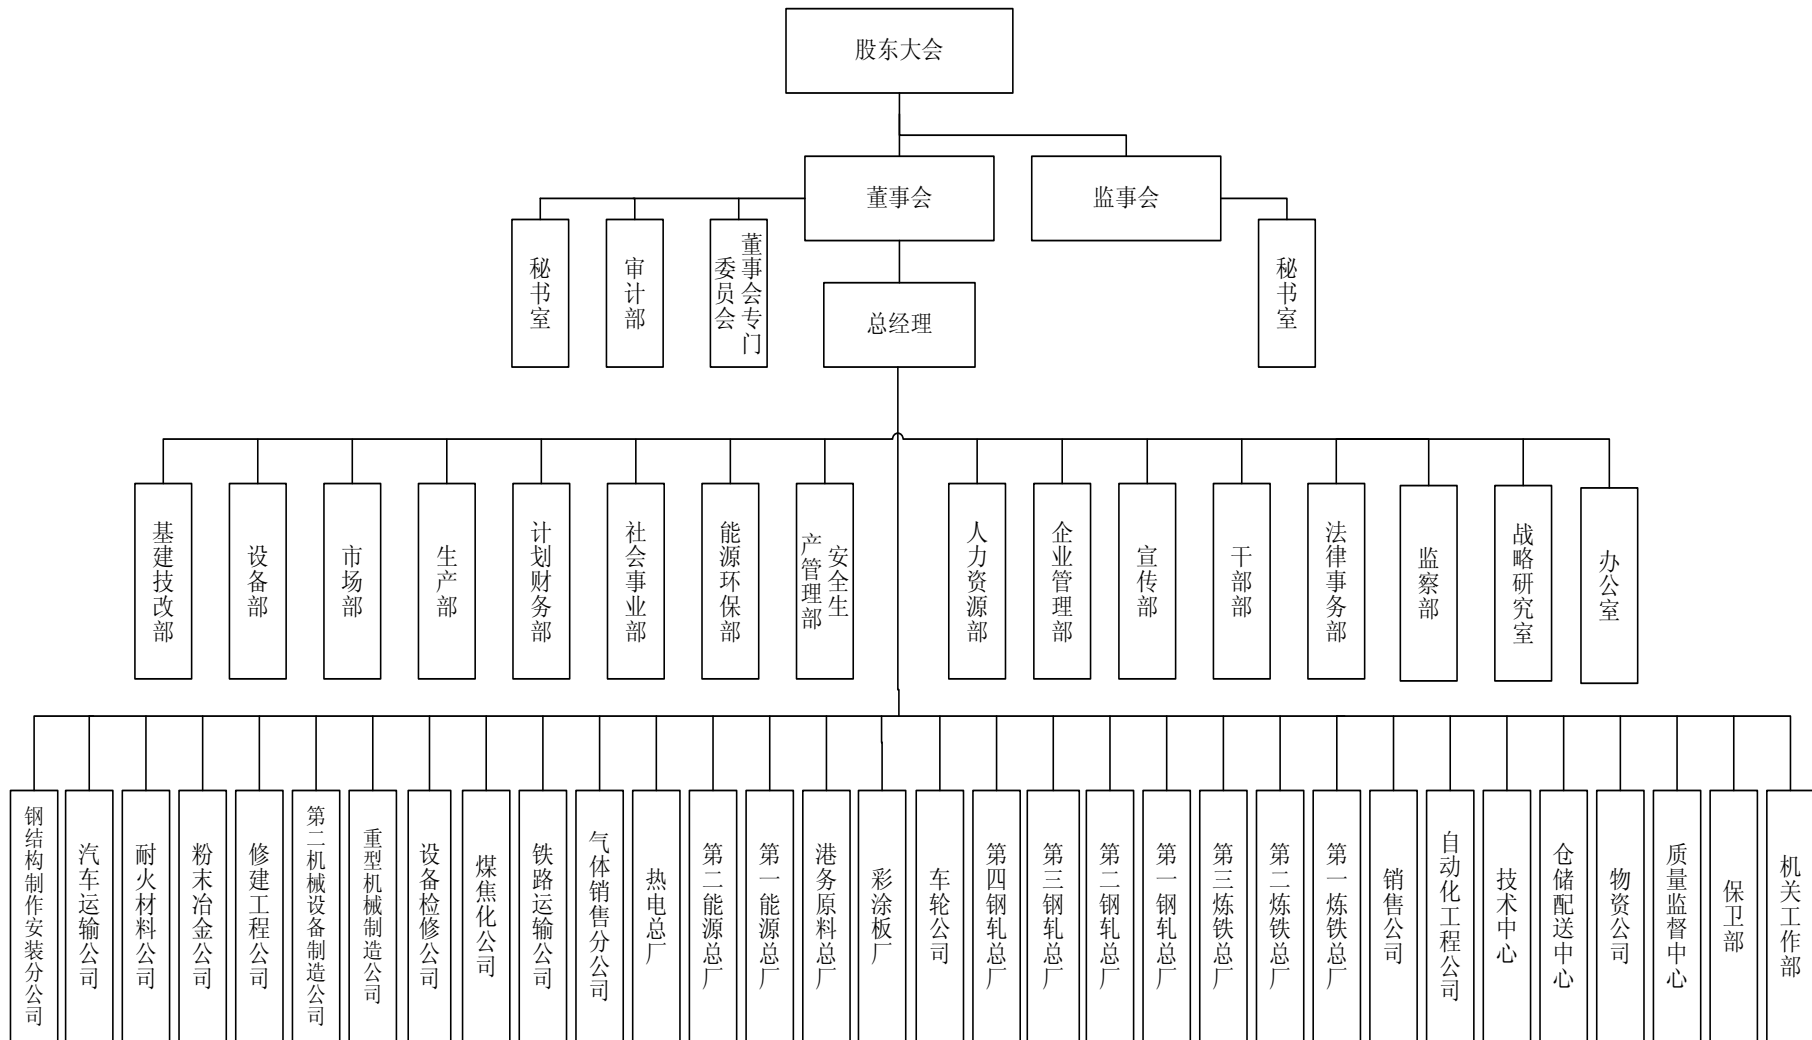 股东大会
董事会
监事会
秘书室
审计部
董事会专门
委员会
秘书室
总经理
基建技改部
设备部
市场部
生产部
计划财务部
社会事业部
能源环保部
安全生
产管理部
人力资源部
企业管理部
宣传部
干部部
法律事务部
监察部
战略研究室
办公室
钢结构制作安装分公司
汽车运输公司
耐火材料公司
粉末冶金公司
修建工程公司
第二机械设备制造公司
重型机械制造公司
设备检修公司
煤焦化公司
铁路运输公司
气体销售分公司
热电总厂
第二能源总厂
第一能源总厂
港务原料总厂
彩涂板厂
车轮公司
第四钢轧总厂
第三钢轧总厂
第二钢轧总厂
第一钢轧总厂
第三炼铁总厂
第二炼铁总厂
第一炼铁总厂
销售公司
自动化工程公司
技术中心
仓储配送中心
物资公司
质量监督中心
保卫部
机关工作部